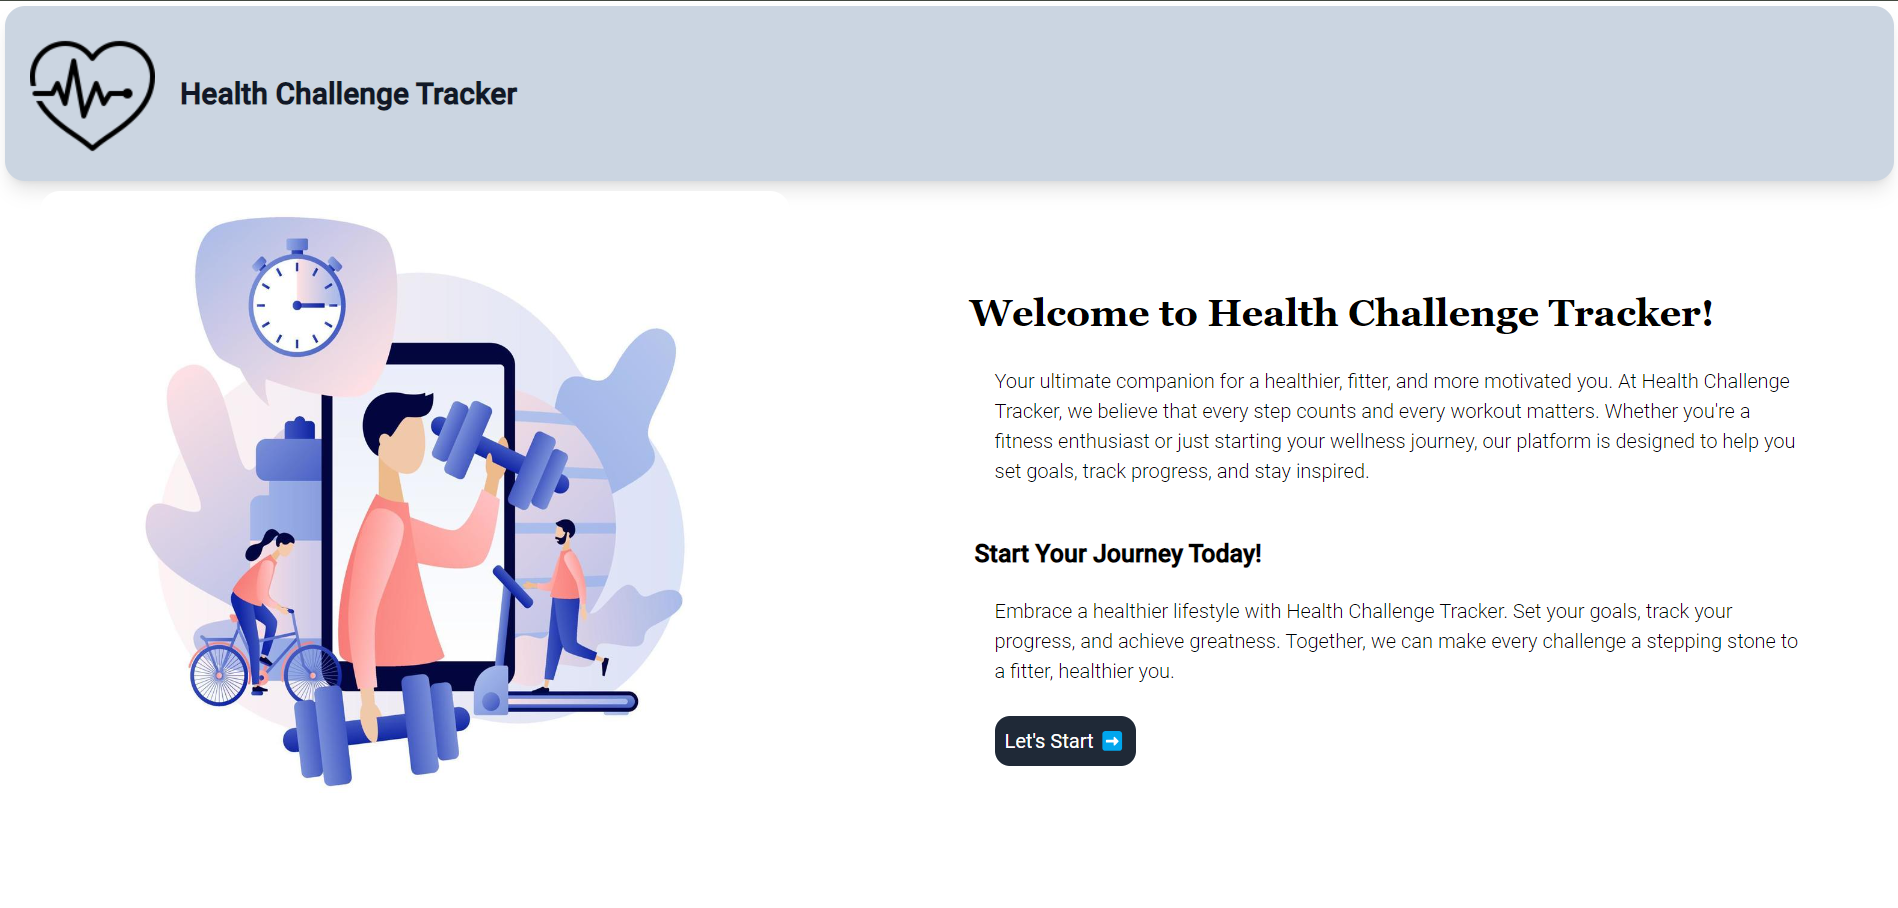 Health Challenge Tracker
Welcome to Health Challenge Tracker!
Your ultimate companion for a healthier, fitter, and more motivated you. At Health Challenge
Tracker, we believe that every step counts and every workout matters. Whether you're a
fitness enthusiast or just starting your wellness journey, our platform is designed to help you
set goals, track progress, and stay inspired.
Start Your Journey Today!
Embrace a healthier lifestyle with Health Challenge Tracker. Set your goals, track your
progress, and achieve greatness. Together, we can make every challenge a stepping stone to
a fitter, healthier you.
Let's Start ➡️